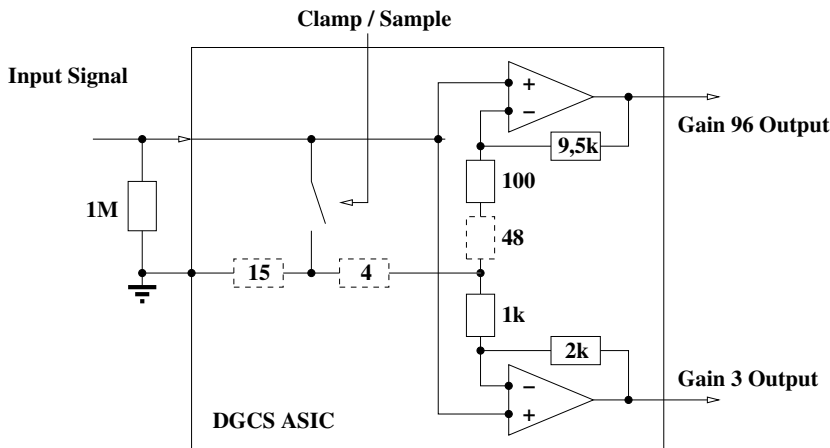 Clamp / Sample
Input Signal
+
−
Gain 96 Output
9,5k
100
1M
48
15
4
1k
2k
Gain 3 Output
−
+
DGCS ASIC